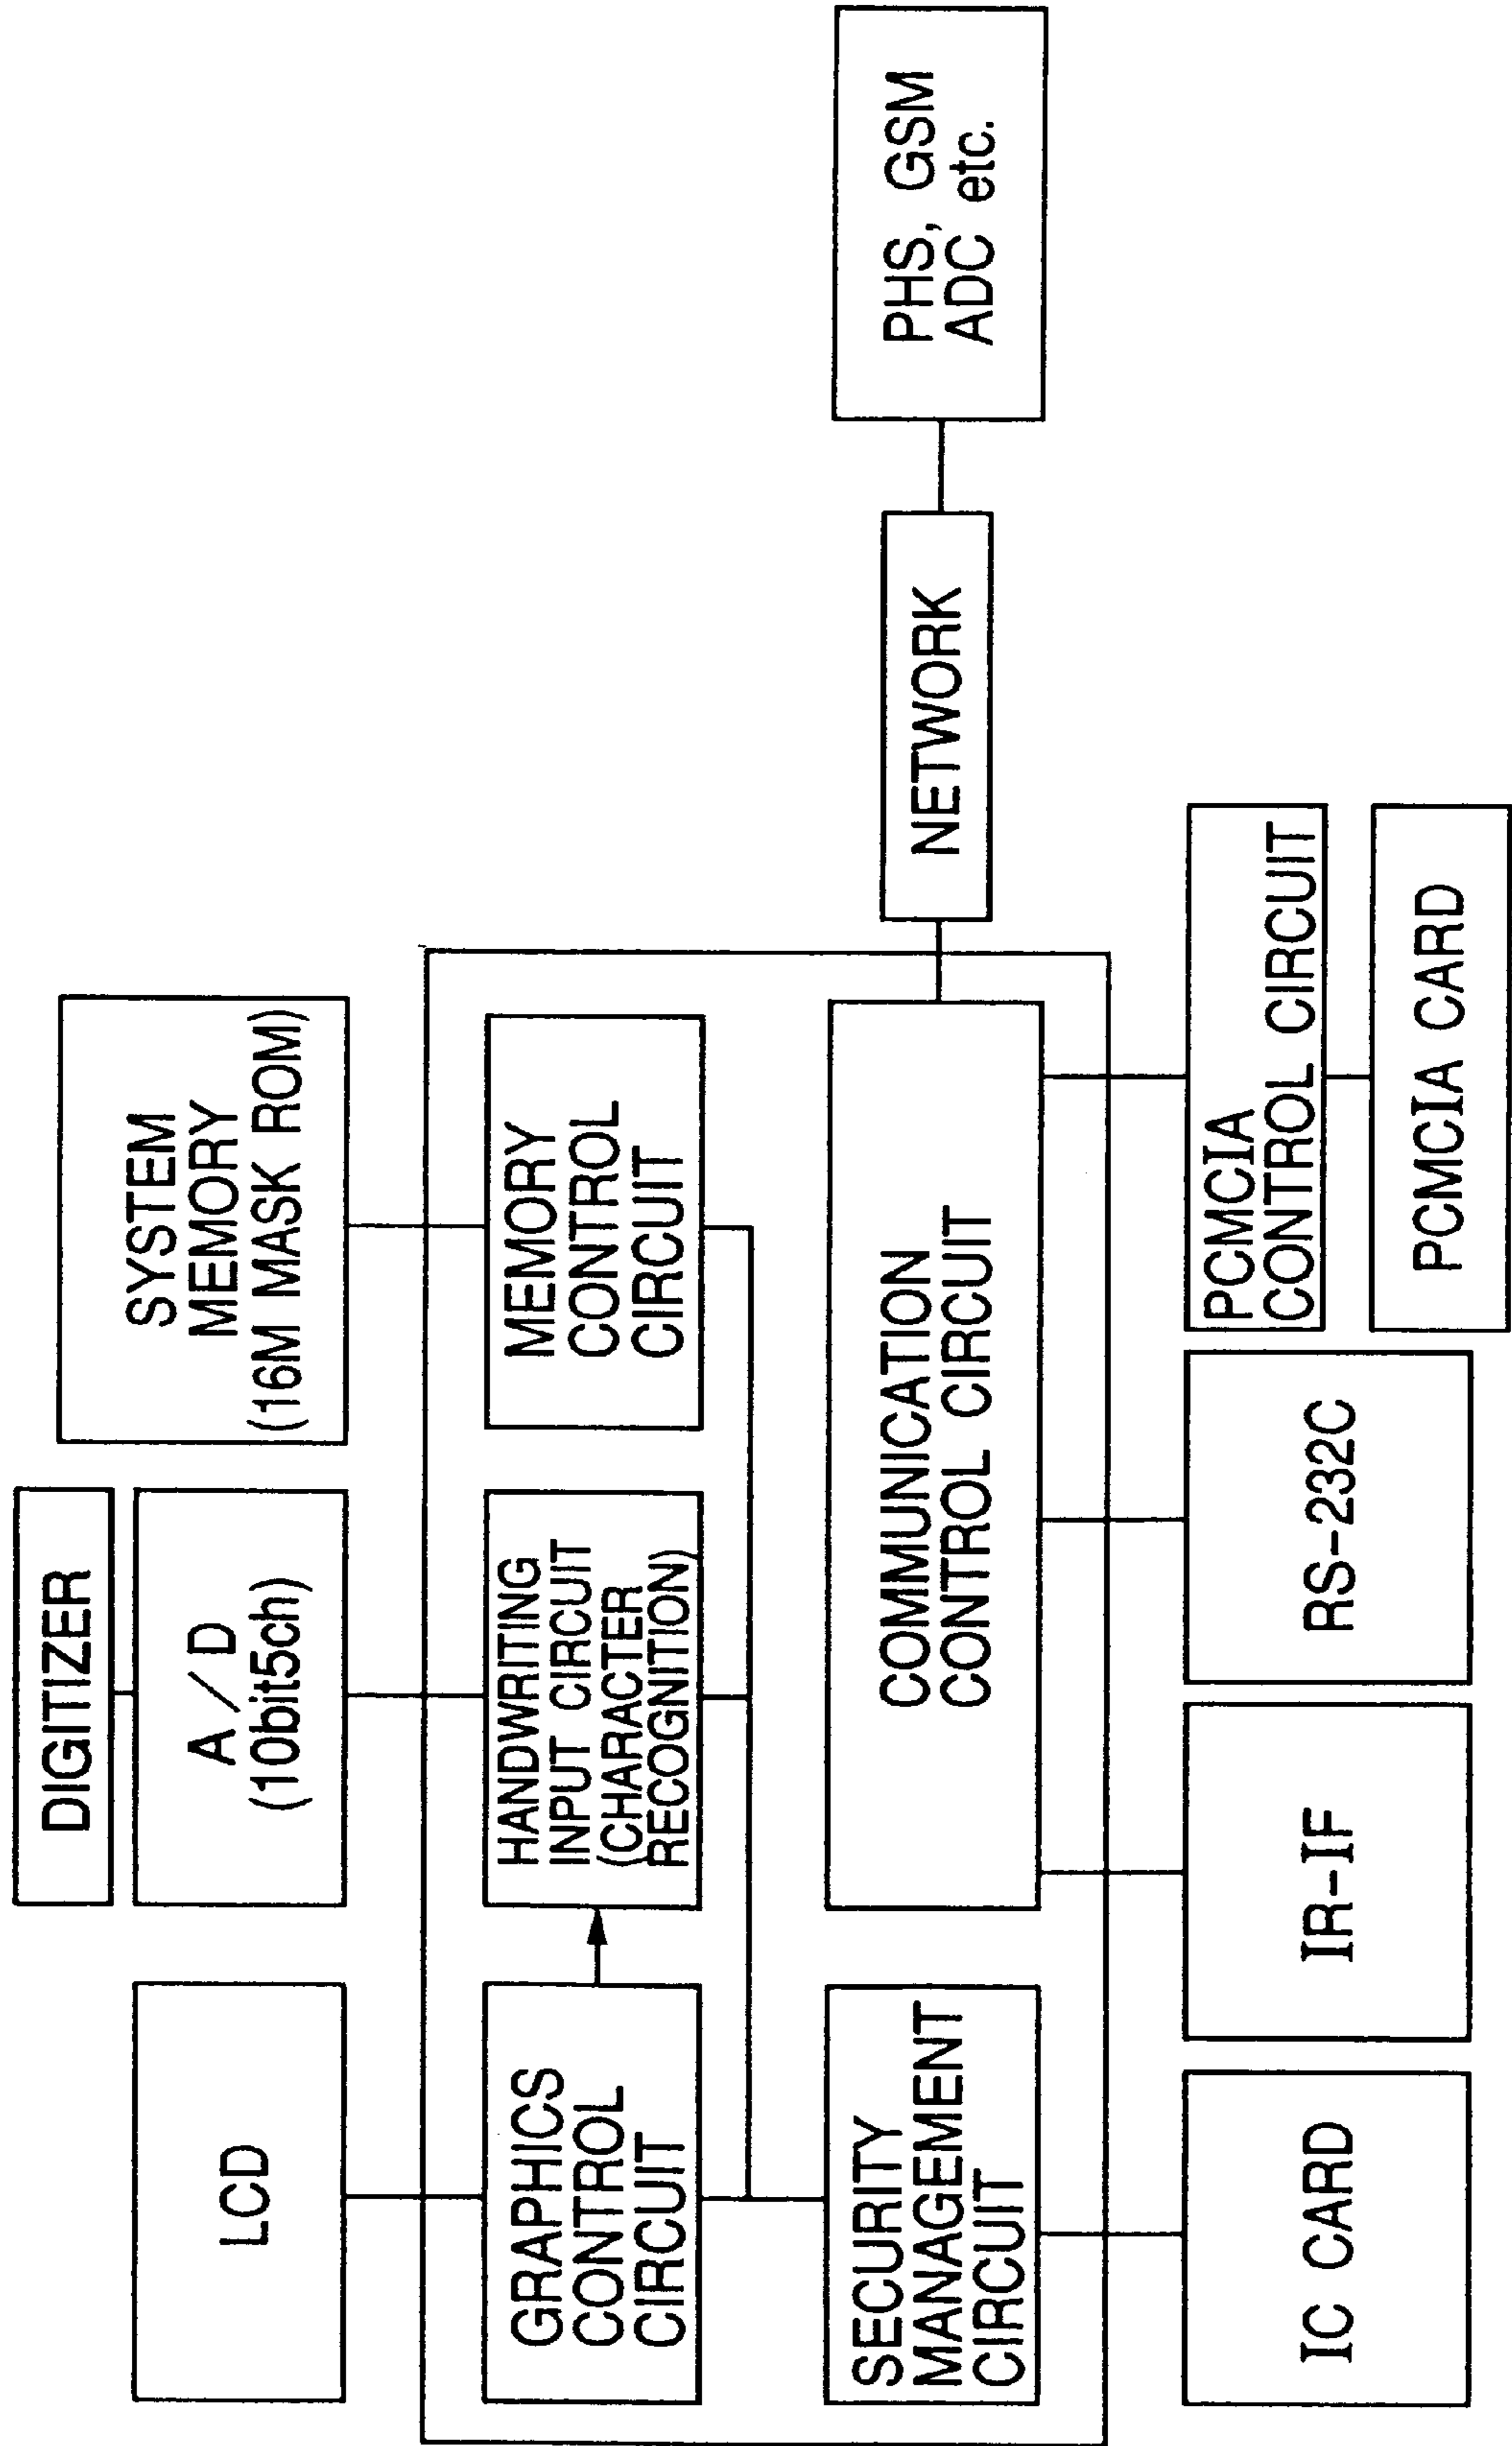 DIGITIZER
LCD
A/D
(10bit5ch)
SYSTEM
MEMORY
(16M MASK ROM)
GRAPHICS
CONTROL
CIRCUIT
HANDWRITING
INPUT CIRCUIT
(CHARACTER
RECOGNITION)
MEMORY
CONTROL
CIRCUIT
SECURITY
MANAGEMENT
CIRCUIT
COMMUNICATION
CONTROL CIRCUIT
NETWORK
PHS, GSM
ADC etc.
IC CARD
IR-IF
RS-232C
PCMCIA
CONTROL CIRCUIT
PCMCIA CARD